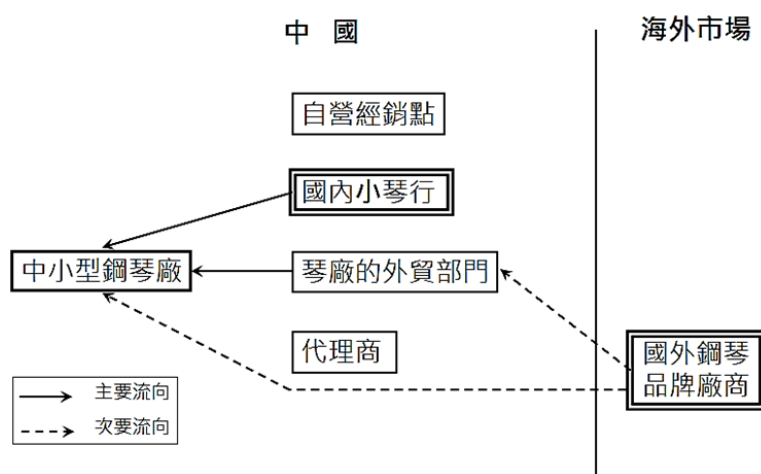 中 國
海外市場
自營經銷點
國內小琴行
中小型鋼琴廠
琴廠的外貿部門
代理商
國外鋼琴
品牌廠商
主要流向
次要流向